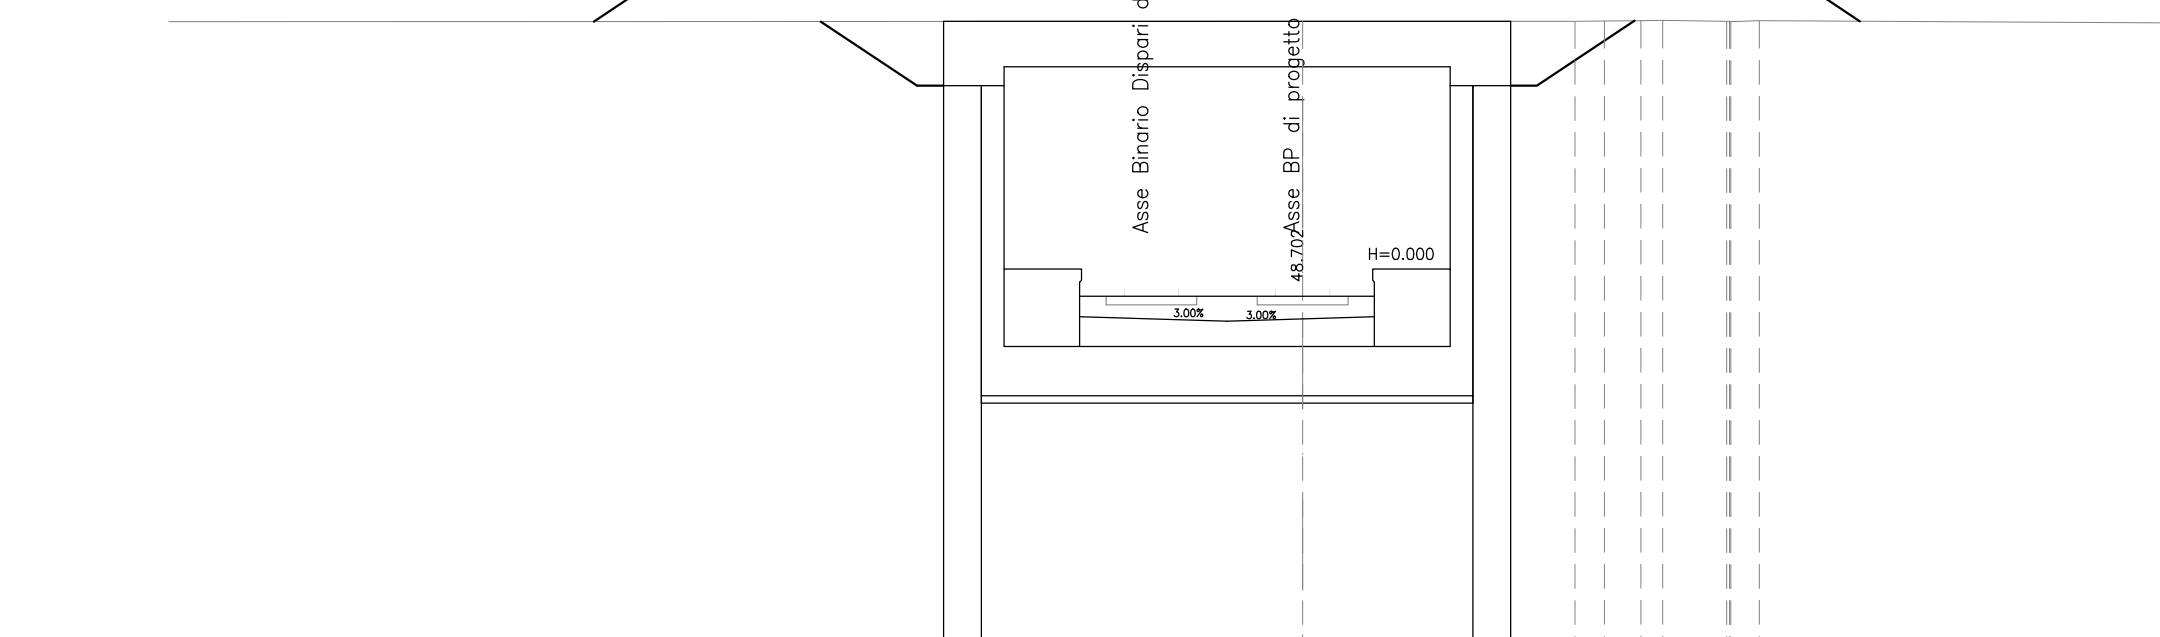 Asse Binario Dispari
Asse BP di progetto
48.702
H=0.000
3.00%
3.00%